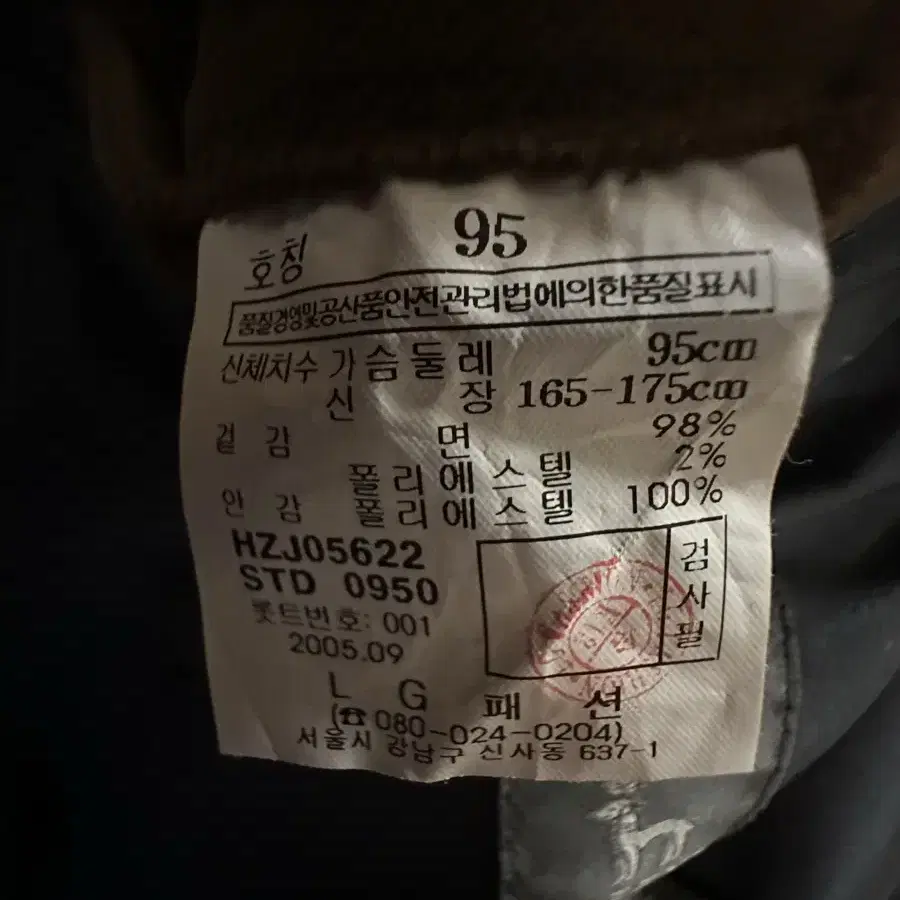 호칭 95
품질경영및공산품안전관리법에의한품질표시
신체치수 가슴둘레 95cm
신장 165-175cm
겉감 면 98%
폴리에스텔 2%
안감 폴리에스텔 100%
HZJ05622
STD 0950
롯트번호: 001
2005.09
검사필
LG패션
(☎080-024-0204)
서울시 강남구 신사동 637-1